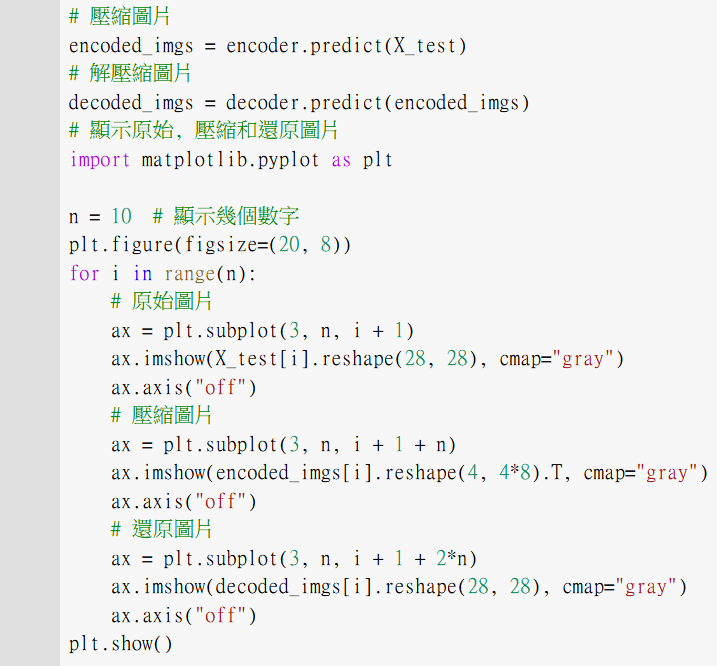 # 壓縮圖片
encoded_imgs = encoder.predict(X_test)
# 解壓縮圖片
decoded_imgs = decoder.predict(encoded_imgs)
# 顯示原始, 壓縮和還原圖片
import matplotlib.pyplot as plt

n = 10  # 顯示幾個數字
plt.figure(figsize=(20, 8))
for i in range(n):
    # 原始圖片
    ax = plt.subplot(3, n, i + 1)
    ax.imshow(X_test[i].reshape(28, 28), cmap="gray")
    ax.axis("off")
    # 壓縮圖片
    ax = plt.subplot(3, n, i + 1 + n)
    ax.imshow(encoded_imgs[i].reshape(4, 4*8).T, cmap="gray")
    ax.axis("off")
    # 還原圖片
    ax = plt.subplot(3, n, i + 1 + 2*n)
    ax.imshow(decoded_imgs[i].reshape(28, 28), cmap="gray")
    ax.axis("off")
plt.show()